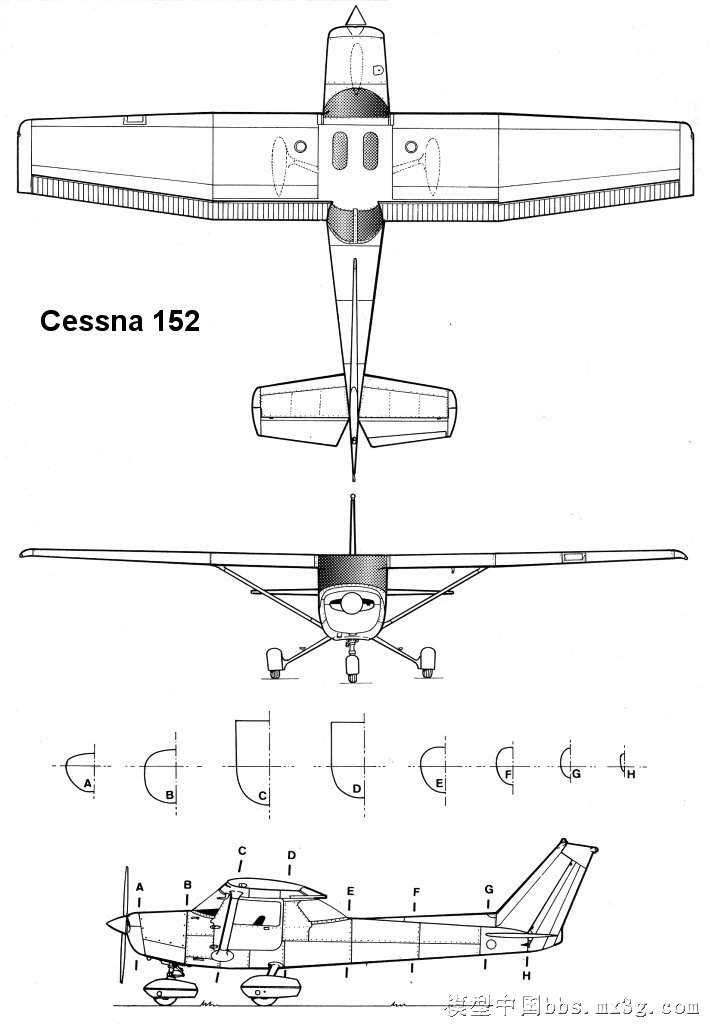 Cessna 152
A B C D E F G H
C D
A B E F G
H
模型中国bbs.mx3g.com